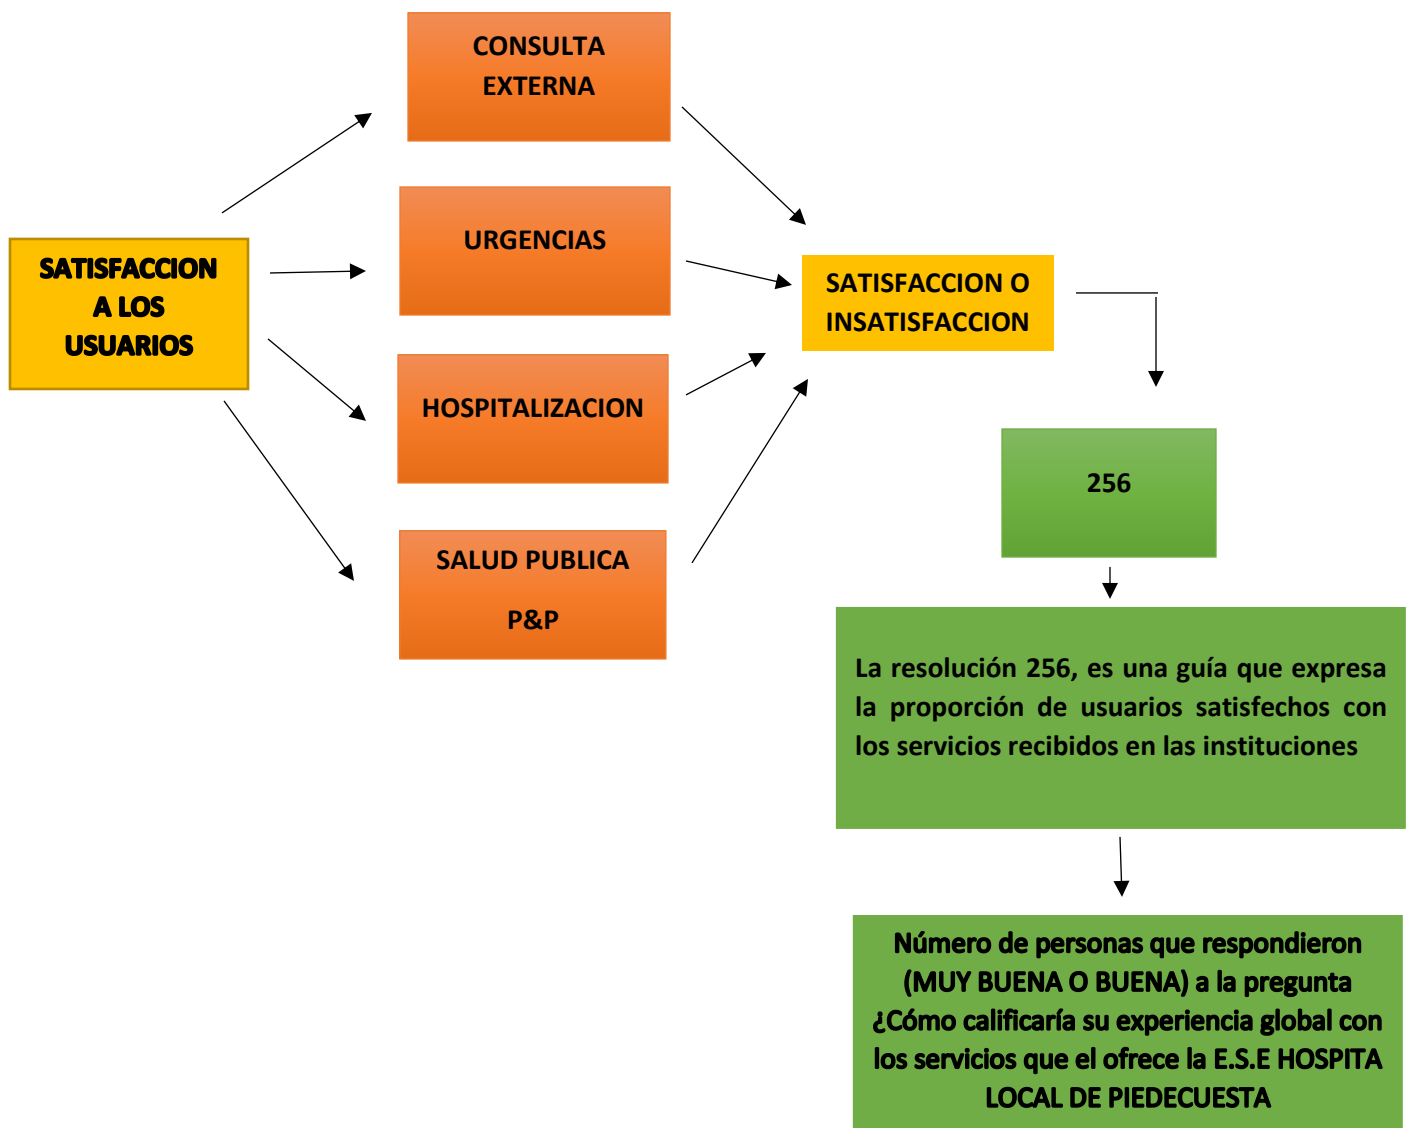 CONSULTA
EXTERNA
URGENCIAS
SATISFACCION
A LOS
USUARIOS
SATISFACCION O
INSATISFACCION
HOSPITALIZACION
256
SALUD PUBLICA
P&P
La resolución 256, es una guía que expresa
la proporción de usuarios satisfechos con
los servicios recibidos en las instituciones
Número de personas que respondieron
(MUY BUENA O BUENA) a la pregunta
¿Cómo calificaría su experiencia global con
los servicios que el ofrece la E.S.E HOSPITA
LOCAL DE PIEDECUESTA